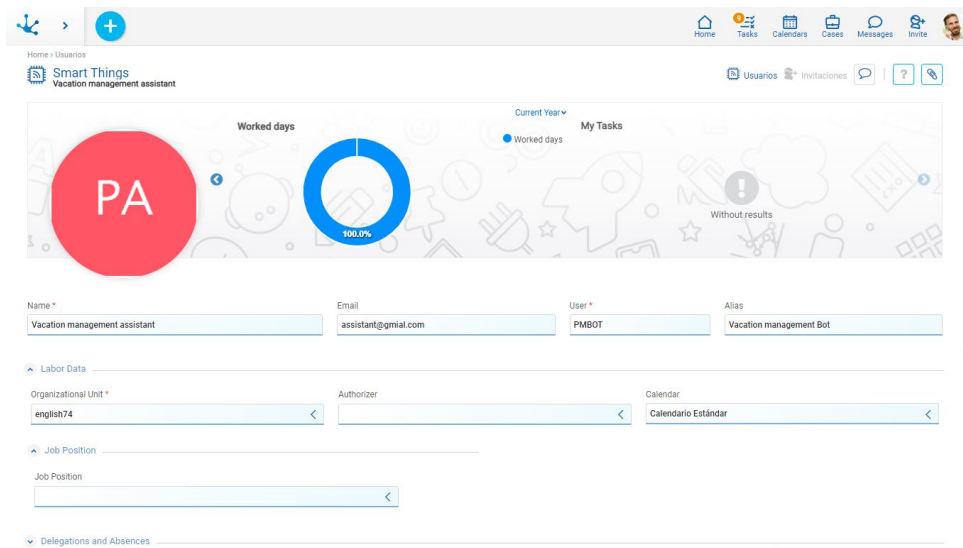 9
Home Tasks Calendars Cases Messages Invite
Home › Usuarios
Smart Things
Vacation management assistant
Usuarios Invitaciones ?
Current Year
Worked days
My Tasks
Worked days
PA
100.0%
Without results
Name * Email User * Alias
Vacation management assistant assistant@gmial.com PMBOT Vacation management Bot
Labor Data
Organizational Unit * Authorizer Calendar
english74 Calendario Estándar
Job Position
Job Position
Delegations and Absences